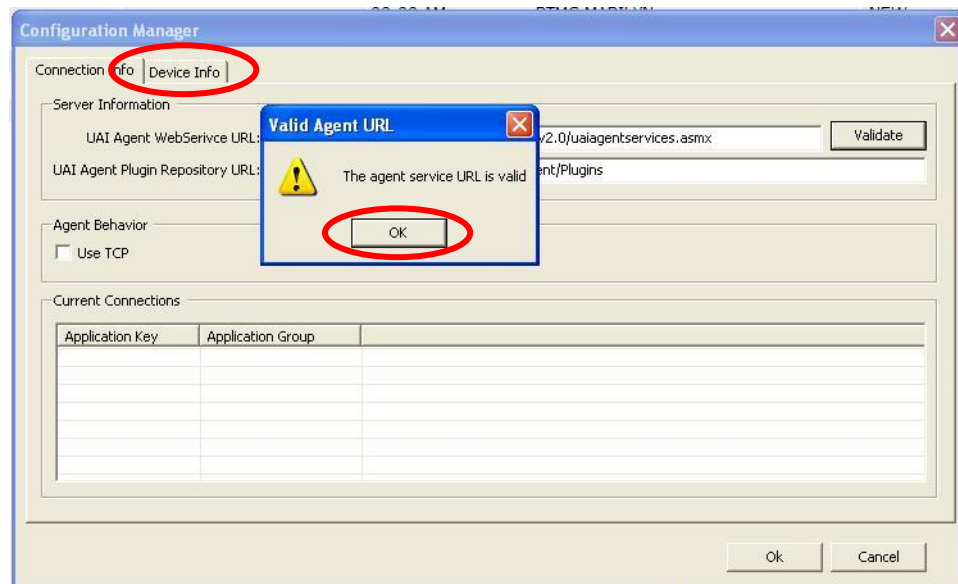 Configuration Manager
Connection Info Device Info
Server Information
Valid Agent URL
UAI Agent WebSerivce URL: v2.0/uaiagentservices.asmx Validate
UAI Agent Plugin Repository URL: The agent service URL is valid ent/Plugins
Agent Behavior
OK
Use TCP
Current Connections
Application Key Application Group
Ok Cancel